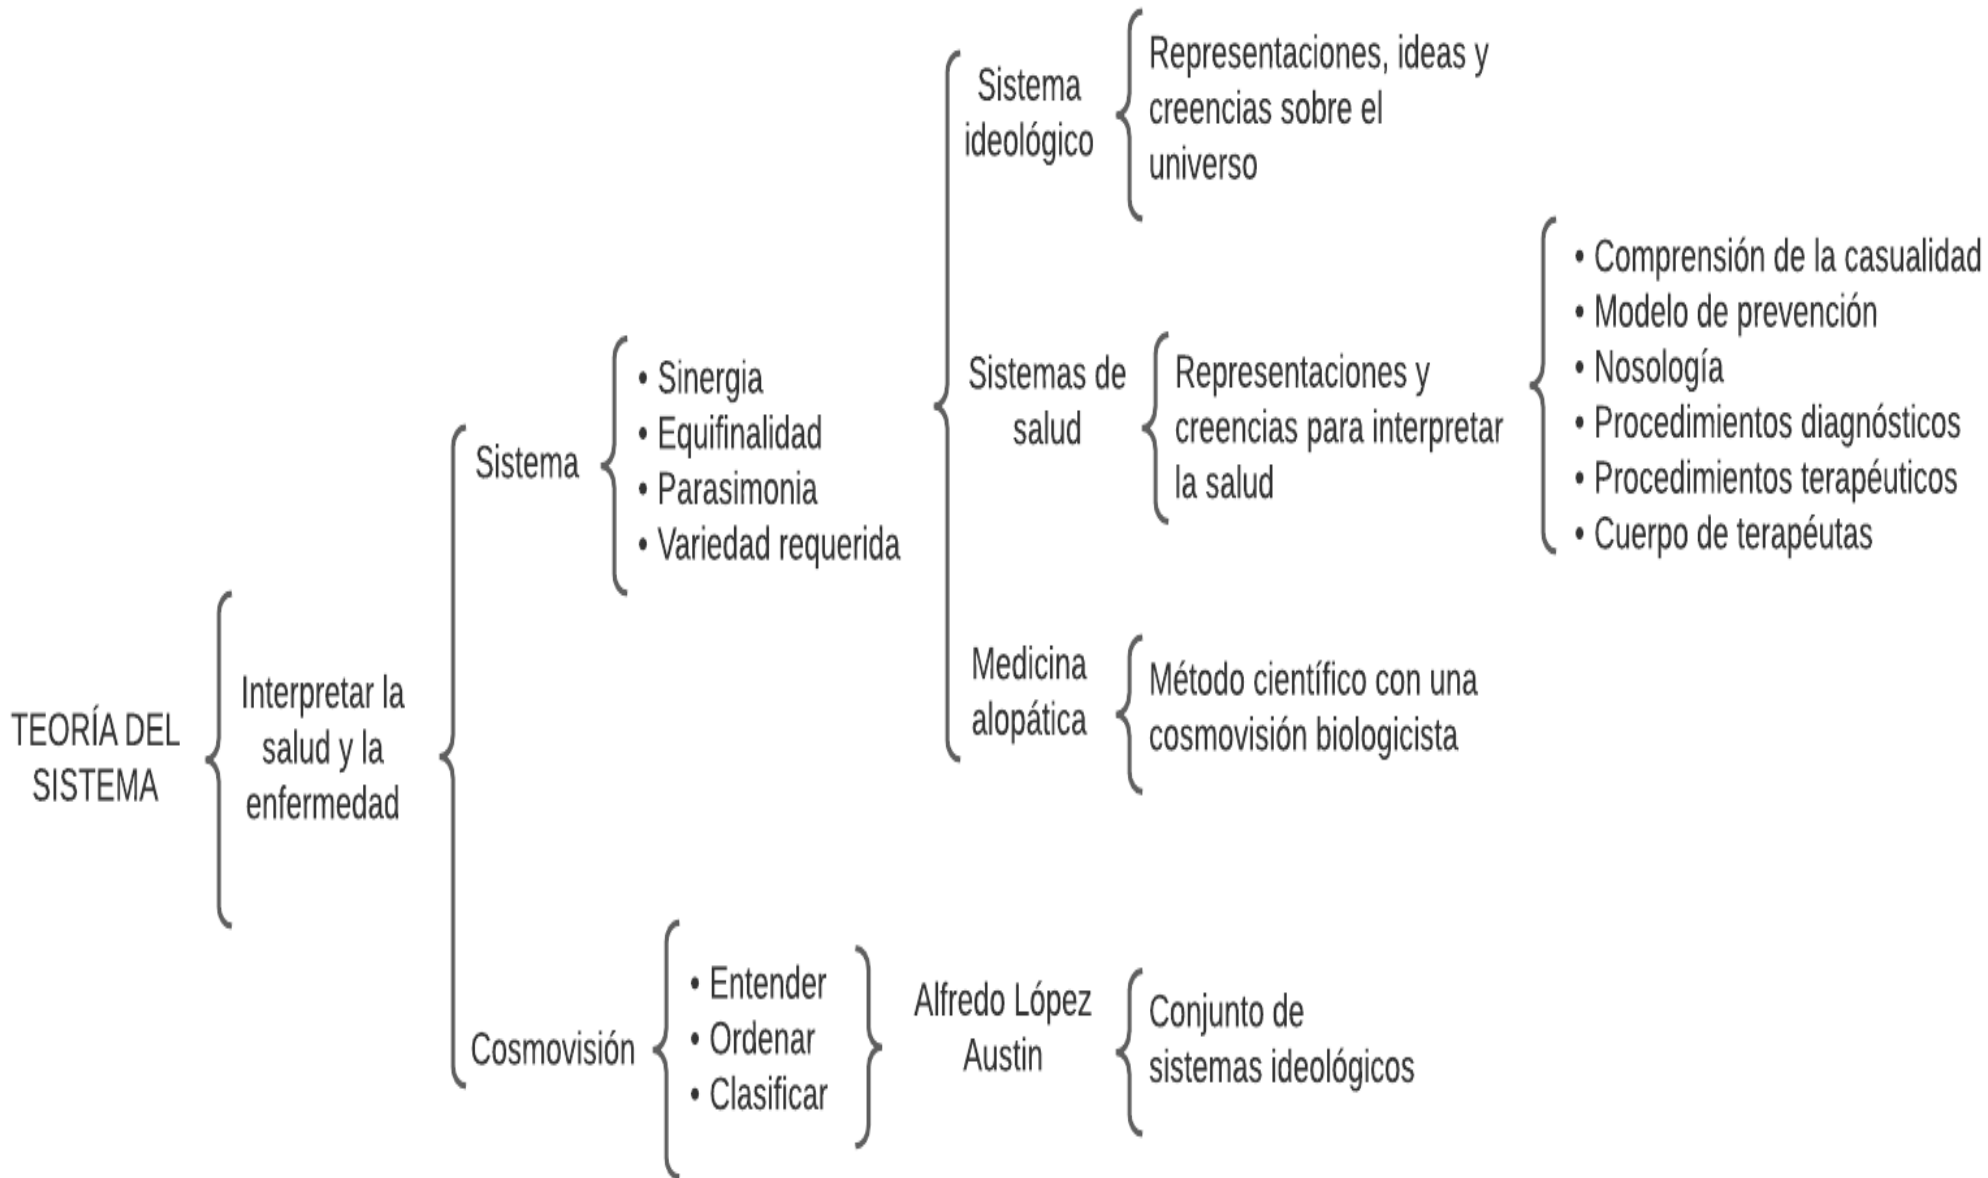 TEORÍA DEL
SISTEMA
Interpretar la
salud y la
enfermedad
Sistema
• Sinergia
• Equifinalidad
• Parasimonia
• Variedad requerida
Sistema
ideológico
Representaciones, ideas y
creencias sobre el
universo
Sistemas de
salud
Representaciones y
creencias para interpretar
la salud
• Comprensión de la casualidad
• Modelo de prevención
• Nosología
• Procedimientos diagnósticos
• Procedimientos terapéuticos
• Cuerpo de terapéutas
Medicina
alopática
Método científico con una
cosmovisión biologicista
Cosmovisión
• Entender
• Ordenar
• Clasificar
Alfredo López
Austin
Conjunto de
sistemas ideológicos